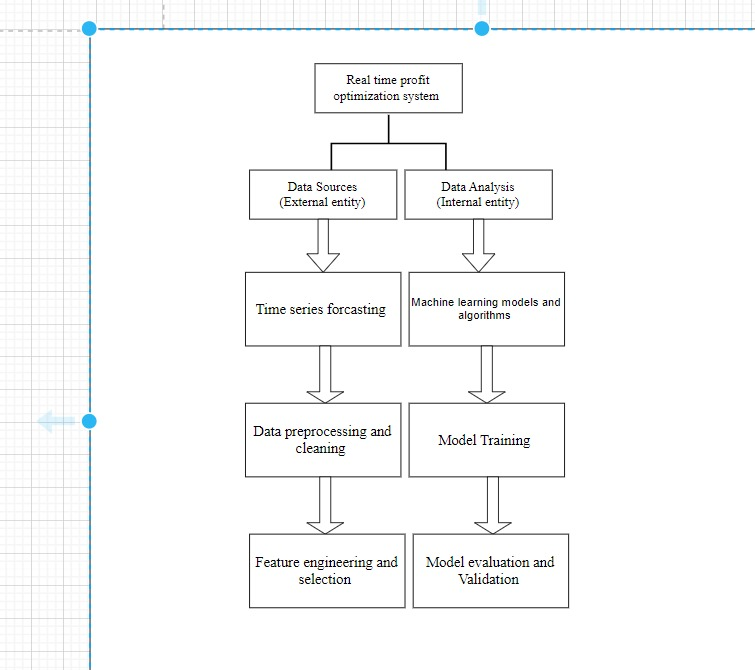 Real time profit
optimization system
Data Sources
(External entity)
Data Analysis
(Internal entity)
Time series forcasting
Machine learning models and
algorithms
Data preprocessing and
cleaning
Model Training
Feature engineering and
selection
Model evaluation and
Validation